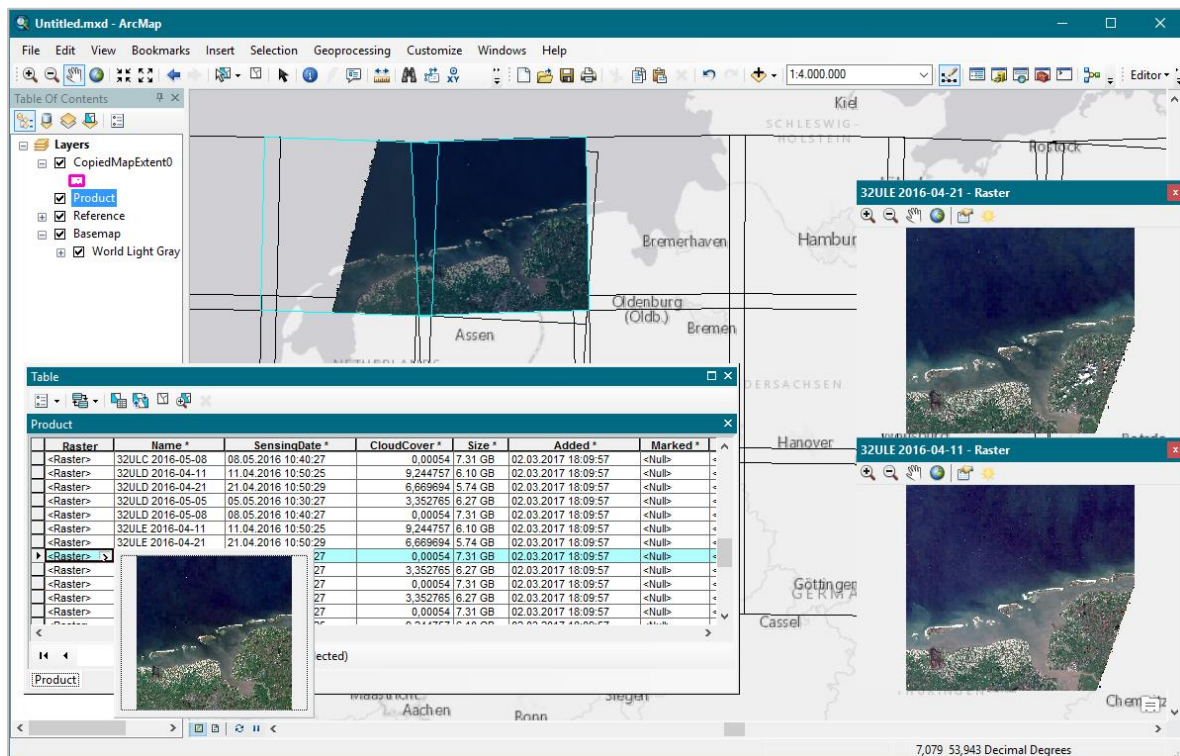 Untitled.mxd - ArcMap
File Edit View Bookmarks Insert Selection Geoprocessing Customize Windows Help
1:4.000.000
Editor
Table Of Contents
Layers
CopiedMapExtent0
Product
Reference
Basemap
World Light Gray
Kiel
SCHLESWIG-
HOLSTEIN
Rostock
Bremerhaven
Hambur
Oldenburg
(Oldb.)
Bremen
Assen
DERSACHSEN
Hanover
Göttingen
GERMA
Cassel
Aachen
Bonn
Siegen
Chemnitz
32ULE 2016-04-21 - Raster
32ULE 2016-04-11 - Raster
Table
Product
Raster Name * SensingDate * CloudCover * Size * Added * Marked *
<Raster> 32ULC 2016-05-08 08.05.2016 10:40:27 0,00054 7.31 GB 02.03.2017 18:09:57 <Null>
<Raster> 32ULD 2016-04-11 11.04.2016 10:50:25 9,244757 6.10 GB 02.03.2017 18:09:57 <Null>
<Raster> 32ULD 2016-04-21 21.04.2016 10:50:29 6,669694 5.74 GB 02.03.2017 18:09:57 <Null>
<Raster> 32ULD 2016-05-05 05.05.2016 10:30:27 3,352765 6.27 GB 02.03.2017 18:09:57 <Null>
<Raster> 32ULD 2016-05-08 08.05.2016 10:40:27 0,00054 7.31 GB 02.03.2017 18:09:57 <Null>
<Raster> 32ULE 2016-04-11 11.04.2016 10:50:25 9,244757 6.10 GB 02.03.2017 18:09:57 <Null>
<Raster> 32ULE 2016-04-21 21.04.2016 10:50:29 6,669694 5.74 GB 02.03.2017 18:09:57 <Null>
<Raster> 27 0,00054 7.31 GB 02.03.2017 18:09:57 <Null>
<Raster> 27 3,352765 6.27 GB 02.03.2017 18:09:57 <Null>
<Raster> 27 0,00054 7.31 GB 02.03.2017 18:09:57 <Null>
<Raster> 27 3,352765 6.27 GB 02.03.2017 18:09:57 <Null>
<Raster> 27 0,00054 7.31 GB 02.03.2017 18:09:57 <Null>
ected)
Product
7,079 53,943 Decimal Degrees